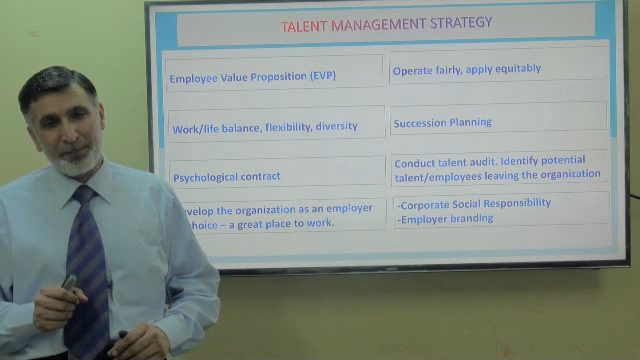 TALENT MANAGEMENT STRATEGY
Employee Value Proposition (EVP)
Operate fairly, apply equitably
Work/life balance, flexibility, diversity
Succession Planning
Psychological contract
Conduct talent audit. Identify potential
talent/employees leaving the organization
the organization as an employer
– a great place to work.
-Corporate Social Responsibility
-Employer branding